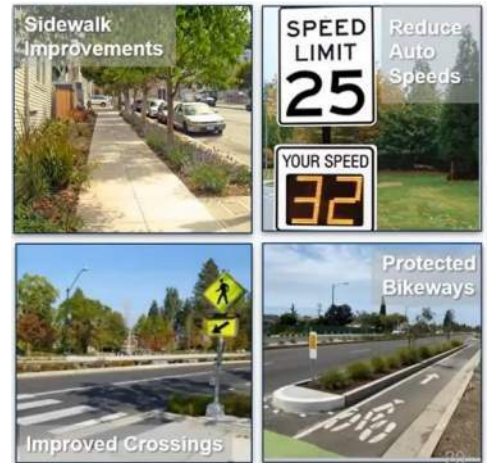 Sidewalk
Improvements
SPEED
LIMIT
25
YOUR SPEED
32
Reduce
Auto
Speeds
Improved Crossings
Protected
Bikeways